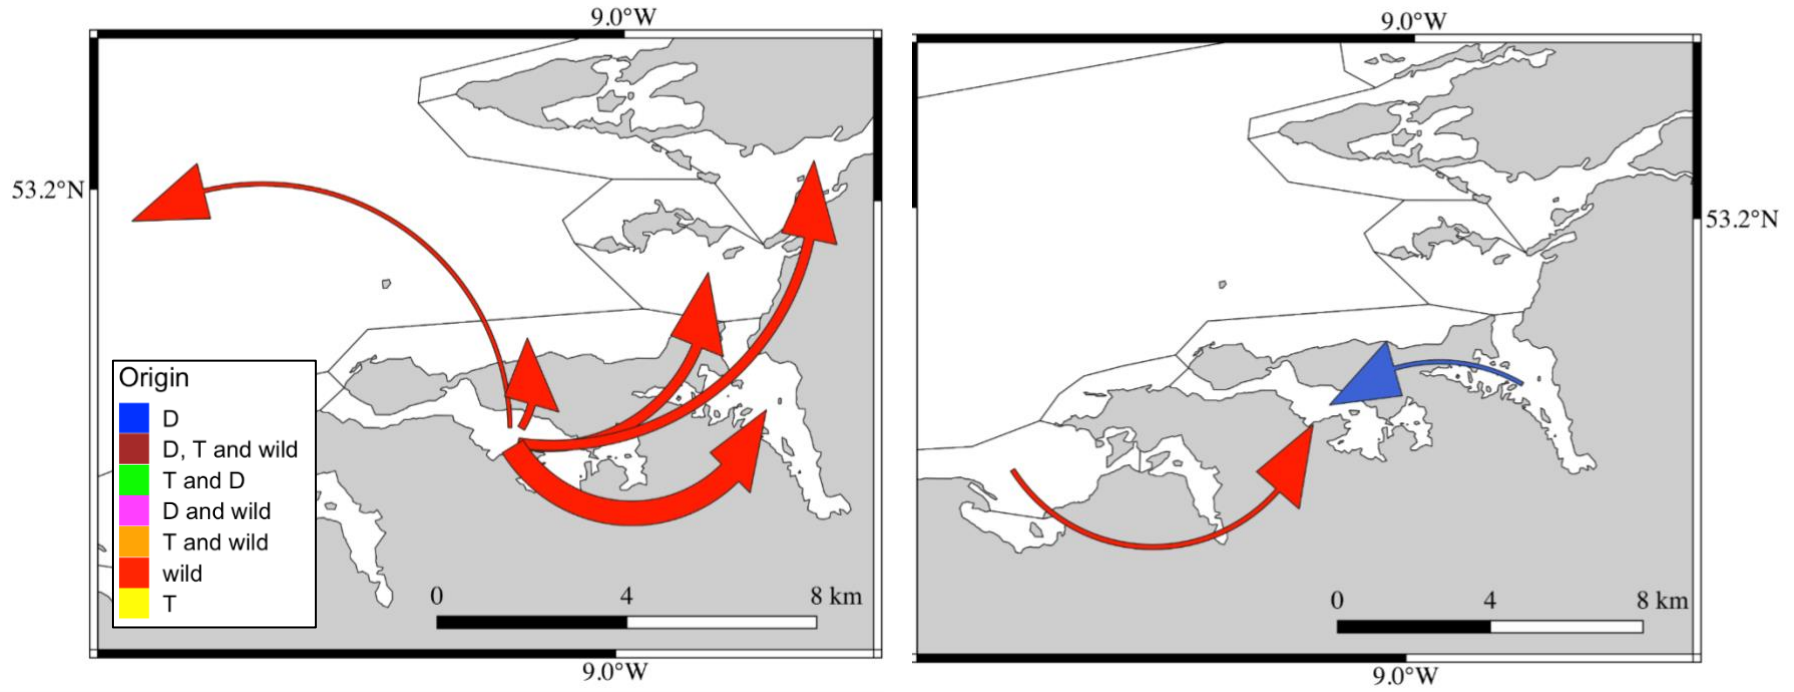 9.0°W
9.0°W
53.2°N
53.2°N
Origin
D
D, T and wild
T and D
D and wild
T and wild
wild
T
0 4 8 km
0 4 8 km
9.0°W
9.0°W